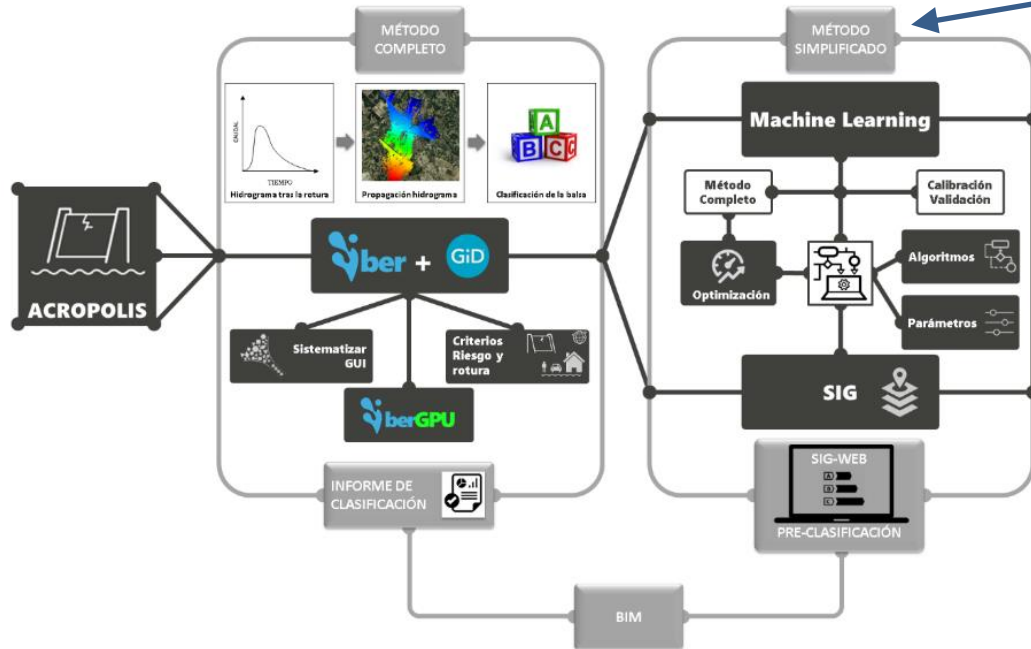 MÉTODO
COMPLETO
CAUDAL
TIEMPO
Hidrograma tras la rotura
Propagación hidrograma
A
B
C
C
Clasificación de la balsa
ACROPOLIS
Iber + GiD
Sistematizar
GUI
Criterios
Riesgo y
rotura
IberGPU
INFORME DE
CLASIFICACIÓN
MÉTODO
SIMPLIFICADO
Machine Learning
Método
Completo
Calibración
Validación
Optimización
Algoritmos
Parámetros
SIG
SIG-WEB
A
B
C
PRE-CLASIFICACIÓN
BIM